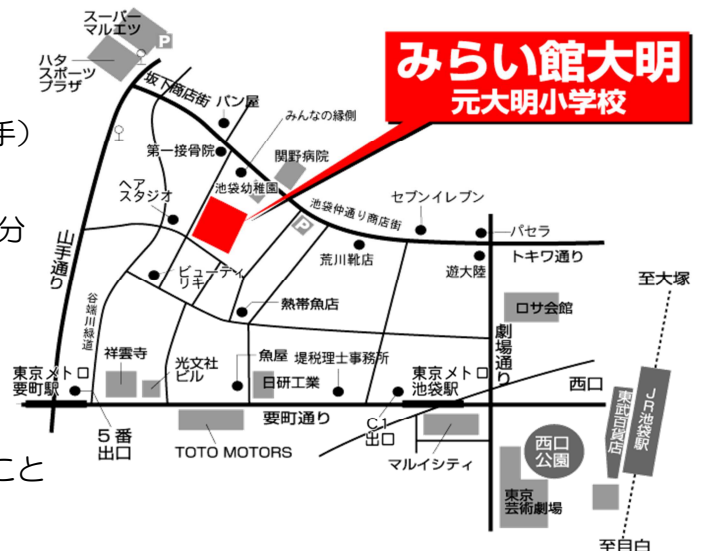 スーパー
マルエツ
P
ハタ
スポーツ
プラザ
みらい館大明
元大明小学校
坂下商店街
パン屋
みんなの縁側
手）
第一接骨院
関野病院
池袋幼稚園
ヘア
スタジオ
セブンイレブン
池袋仲通り商店街
P
分
パセラ
荒川靴店
トキワ通り
山手通り
ビューティ
リキ
遊大陸
至大塚
谷端川緑道
熱帯魚店
ロサ会館
劇場通り
祥雲寺
光文社
ビル
魚屋
堤税理士事務所
東京メトロ
要町駅
日研工業
東京メトロ
池袋駅
西口
JR池袋駅
東武百貨店
5番
出口
要町通り
C1
出口
TOTO MOTORS
マルイシティ
西口
公園
こと
東京
芸術劇場
至目白